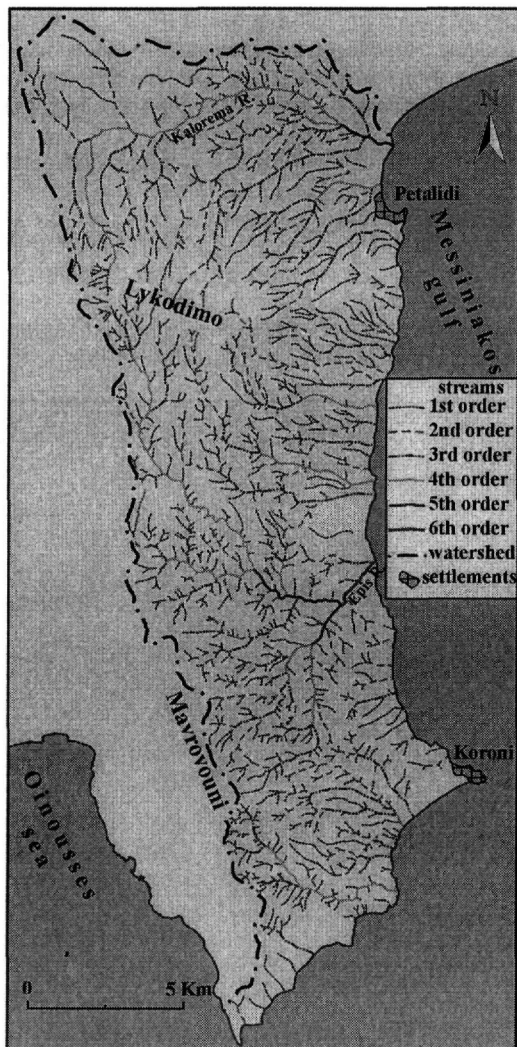 N
Kalorema R.
Petalidi
Messiniakos
gulf
Lykodimo
streams
1st order
2nd order
3rd order
4th order
5th order
6th order
watershed
settlements
Epis
Mavrovouni
Koroni
Oinousses
sea
0 5 Km